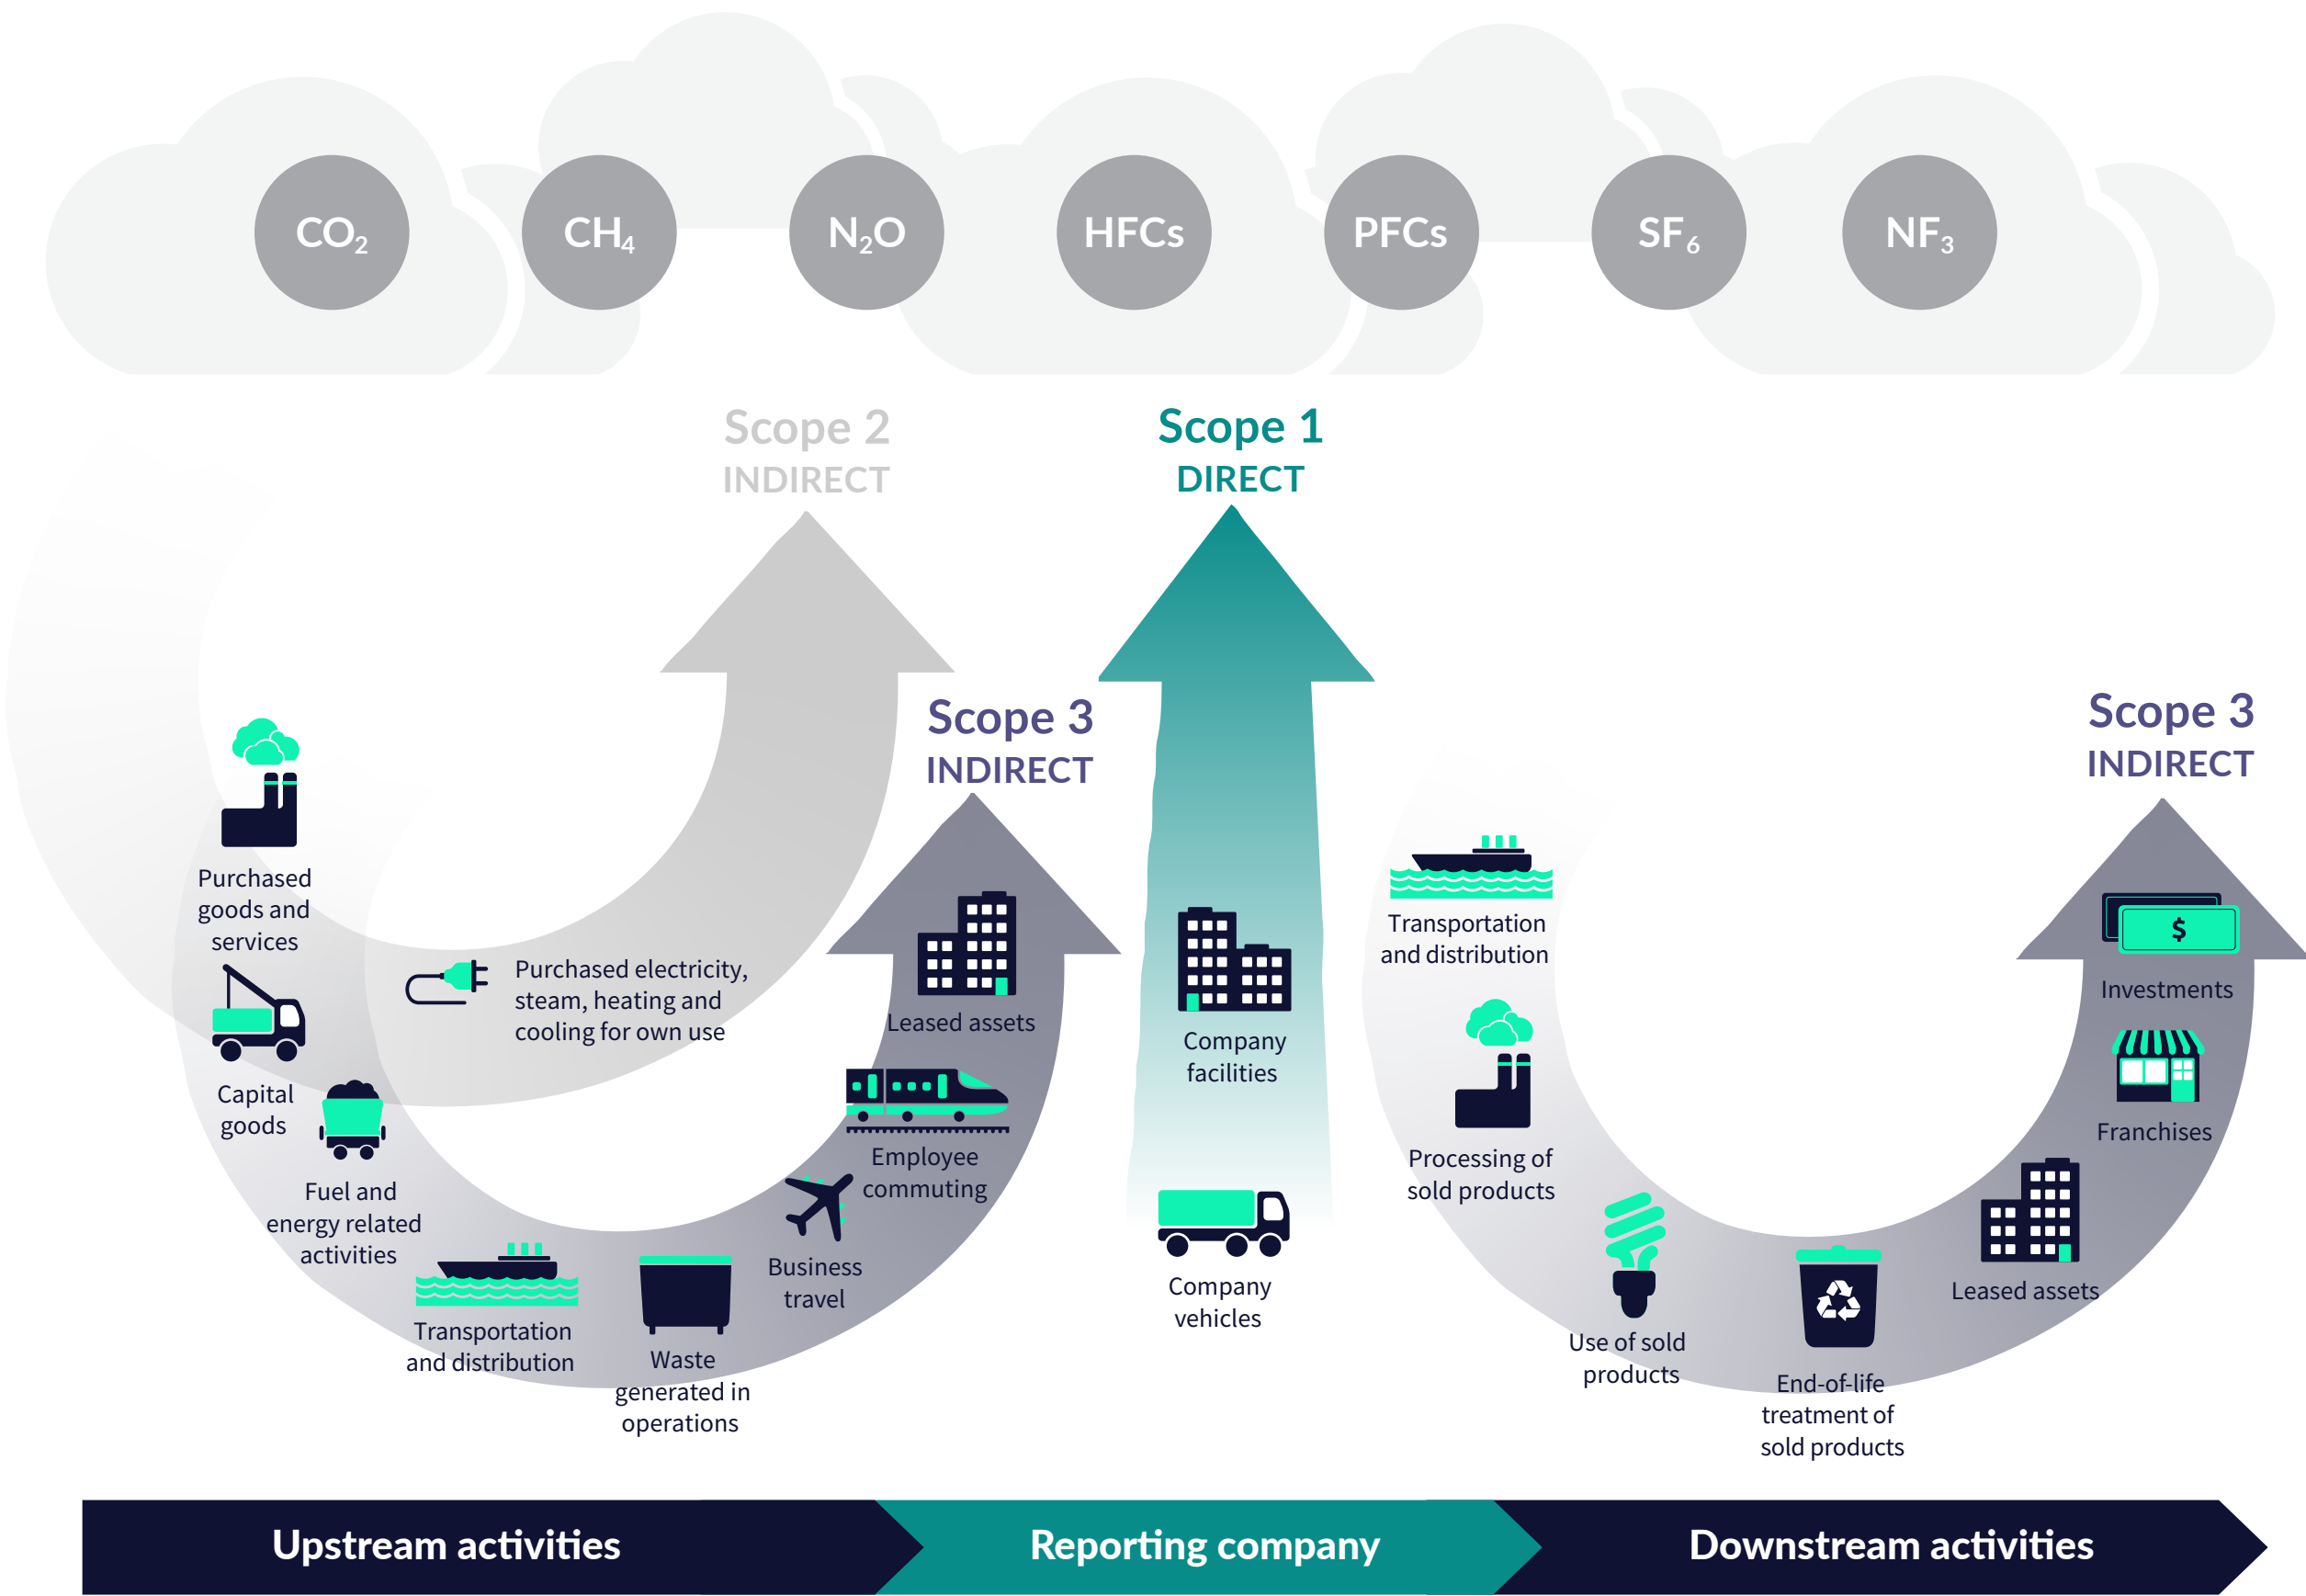 CO₂
CH₄
N₂O
HFCs
PFCs
SF₆
NF₃
Scope 2
INDIRECT
Scope 1
DIRECT
Scope 3
INDIRECT
Scope 3
INDIRECT
Purchased
goods and
services
Capital
goods
Fuel and
energy related
activities
Transportation
and distribution
Waste
generated in
operations
Business
travel
Employee
commuting
Leased assets
Purchased electricity,
steam, heating and
cooling for own use
Company
facilities
Company
vehicles
Transportation
and distribution
Processing of
sold products
Use of sold
products
End-of-life
treatment of
sold products
Leased assets
Franchises
Investments
$
Upstream activities
Reporting company
Downstream activities